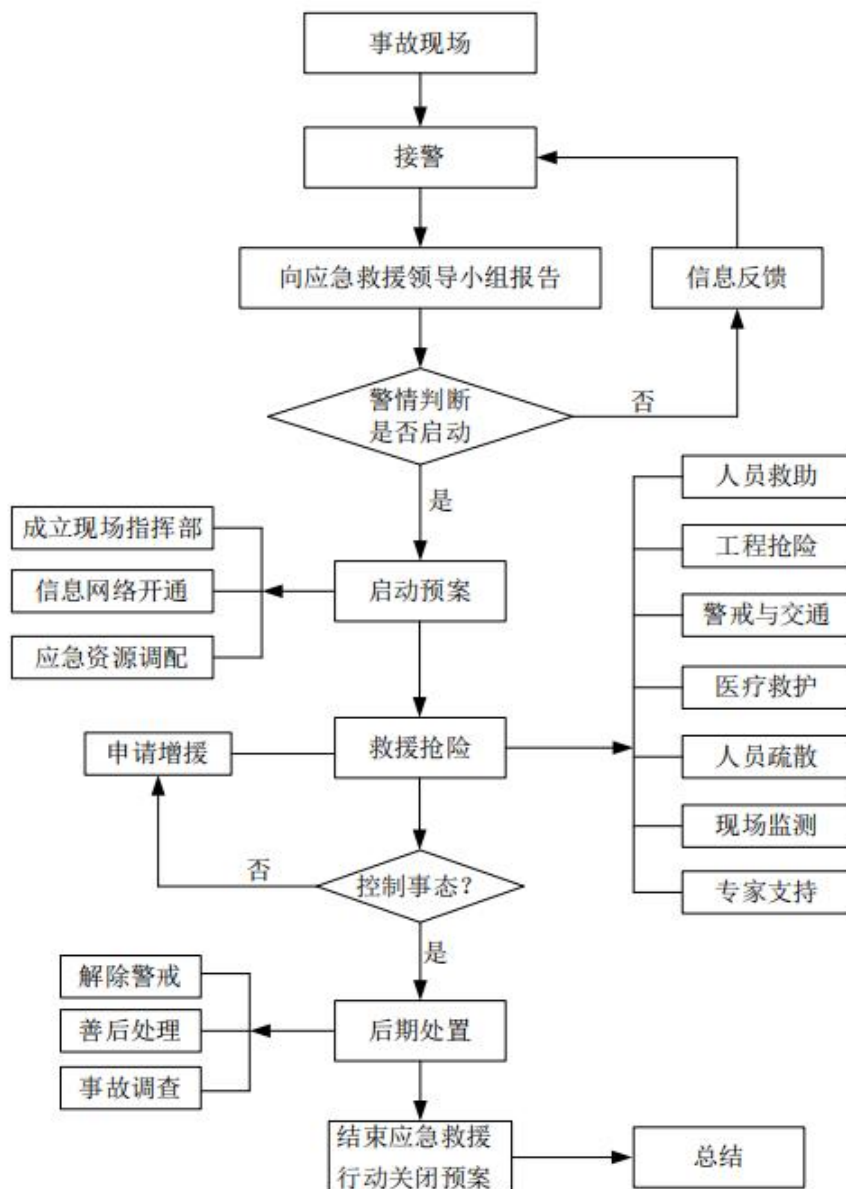 事故现场
接警
向应急救援领导小组报告
信息反馈
警情判断
是否启动
否
是
人员救助
工程抢险
警戒与交通
医疗救护
人员疏散
现场监测
专家支持
成立现场指挥部
信息网络开通
应急资源调配
启动预案
申请增援
救援抢险
否
控制事态？
是
解除警戒
善后处理
事故调查
后期处置
结束应急救援
行动关闭预案
总结